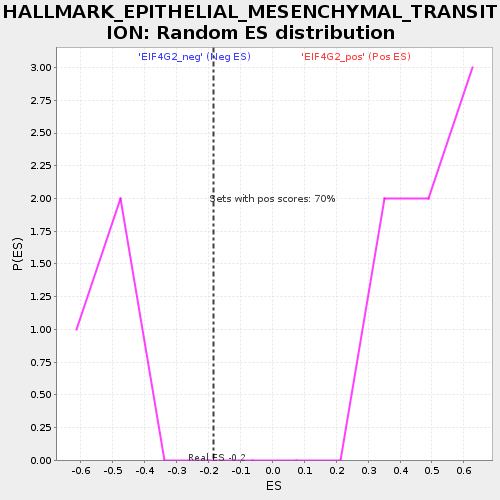 HALLMARK_EPITHELIAL_MESENCHYMAL_TRANSIT
ION: Random ES distribution
'EIF4G2_neg' (Neg ES)
'EIF4G2_pos' (Pos ES)
3.00
2.75
2.50
2.25
2.00
Sets with pos scores: 70%
1.75
1.50
1.25
1.00
0.75
0.50
0.25
0.00
P(ES)
Real ES -0.2
-0.6 -0.5 -0.4 -0.3 -0.2 -0.1 0.0 0.1 0.2 0.3 0.4 0.5 0.6
ES